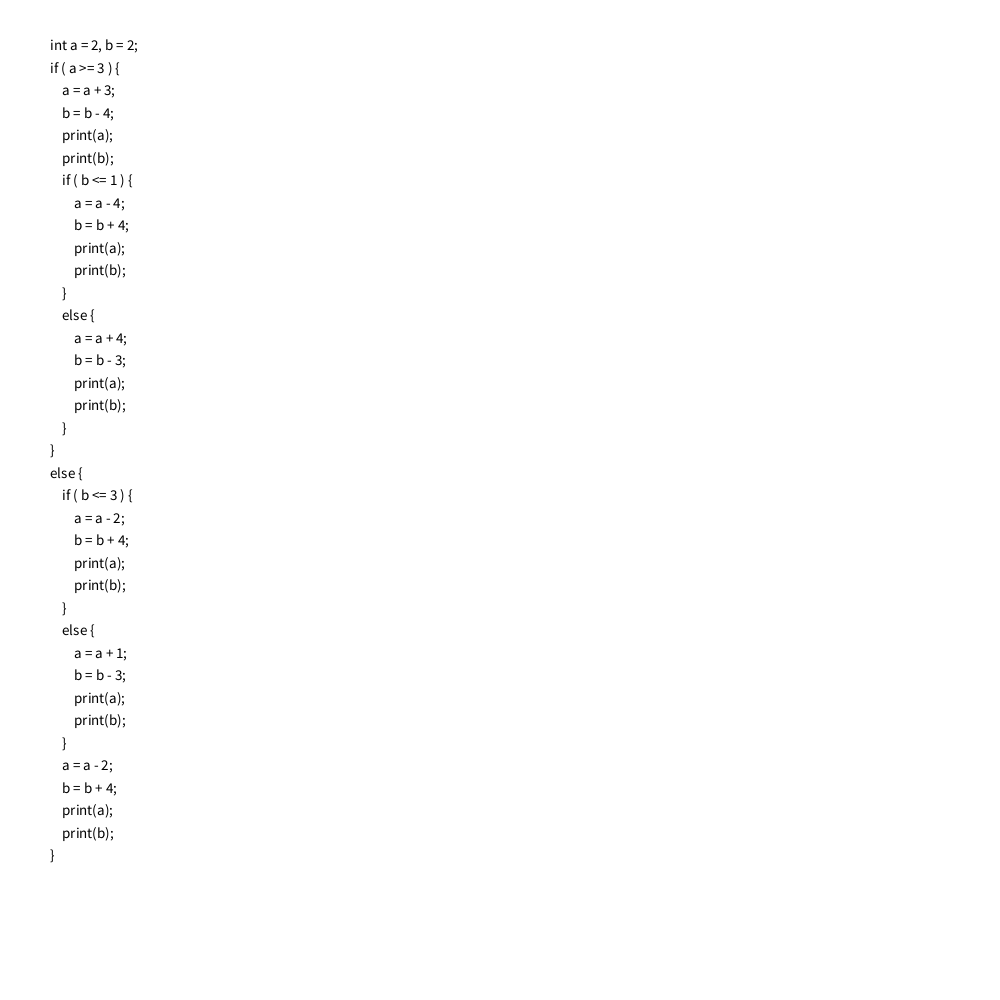 int a = 2, b = 2;
if ( a >= 3 ) {
    a = a + 3;
    b = b - 4;
    print(a);
    print(b);
    if ( b <= 1 ) {
        a = a - 4;
        b = b + 4;
        print(a);
        print(b);
    }
    else {
        a = a + 4;
        b = b - 3;
        print(a);
        print(b);
    }
}
else {
    if ( b <= 3 ) {
        a = a - 2;
        b = b + 4;
        print(a);
        print(b);
    }
    else {
        a = a + 1;
        b = b - 3;
        print(a);
        print(b);
    }
    a = a - 2;
    b = b + 4;
    print(a);
    print(b);
}